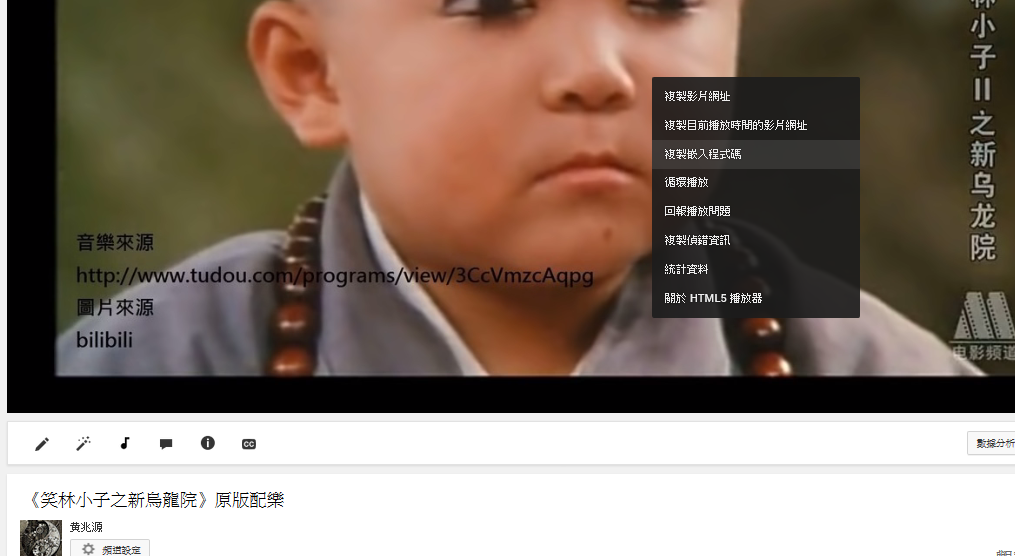 林小子II之新乌龙院
複製影片網址
複製目前播放時間的影片網址
複製嵌入程式碼
循環播放
回報播放問題
複製偵錯資訊
統計資料
關於 HTML5 播放器
音樂來源
http://www.tudou.com/programs/view/3CcVmzcAqpg
圖片來源
bilibili
电影频道
CC
數據分析
《笑林小子之新烏龍院》原版配樂
黄兆源
頻道設定